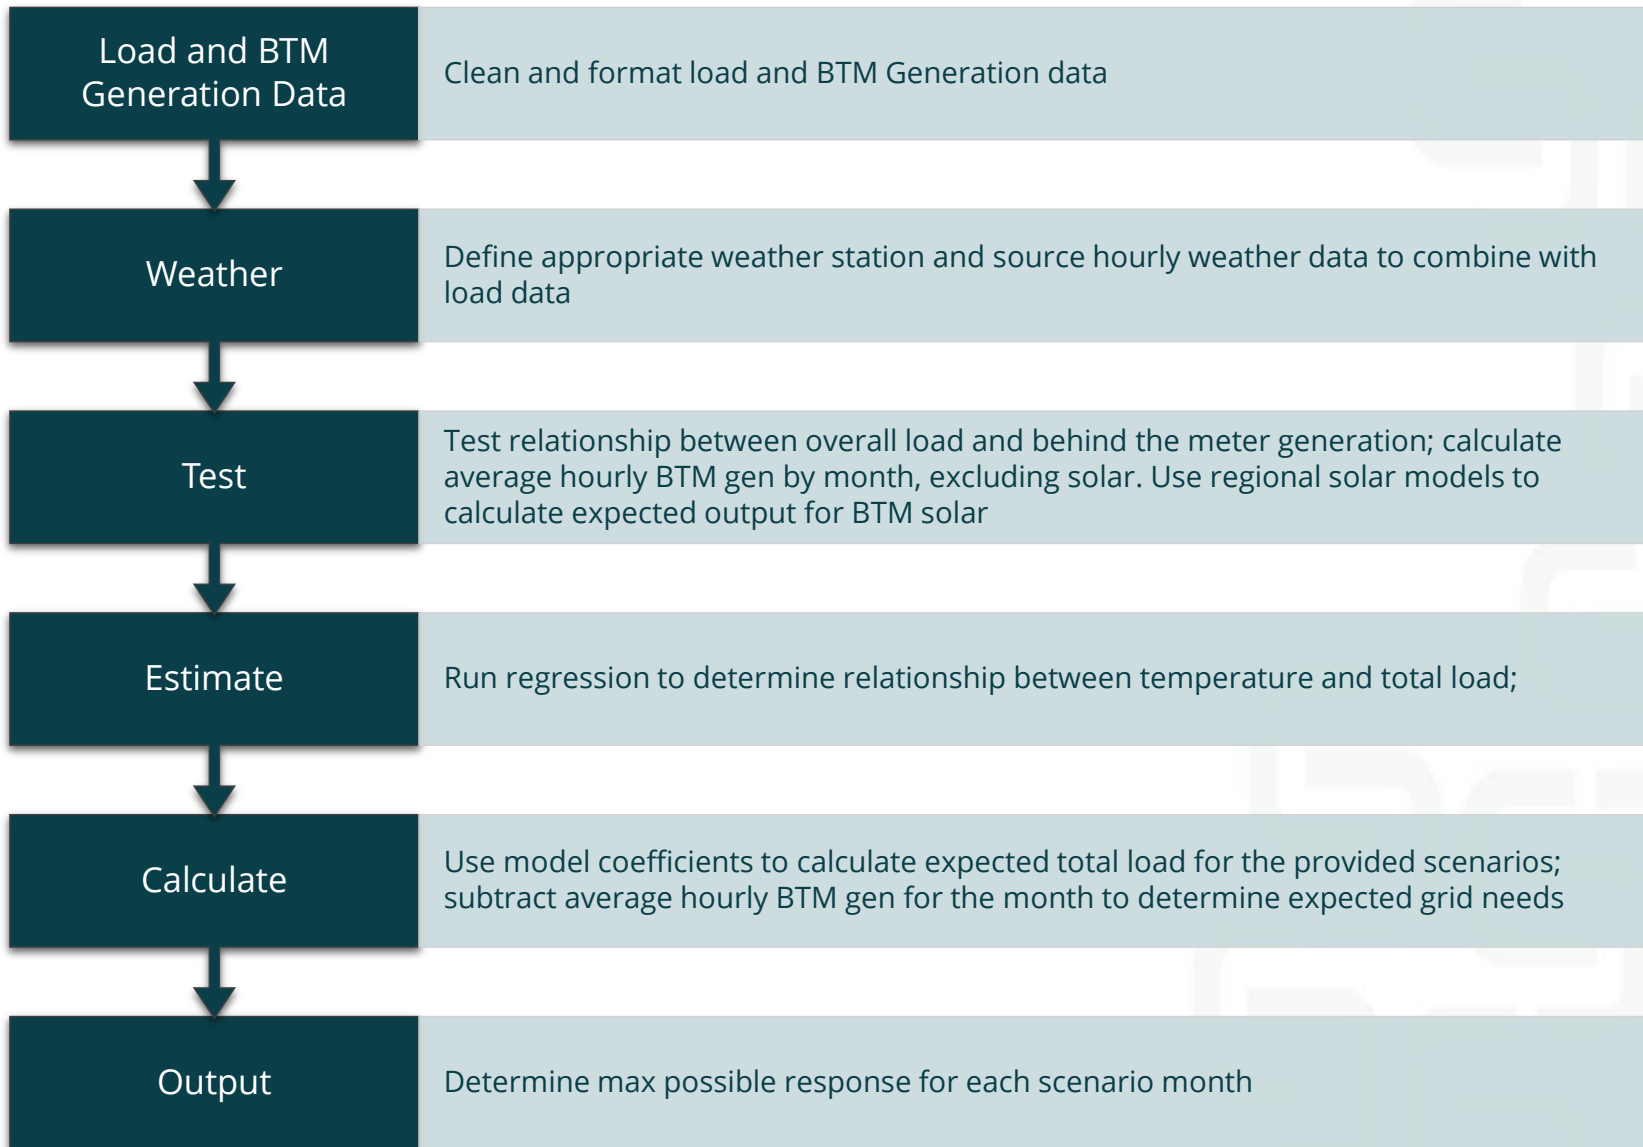 Load and BTM
Generation Data
Clean and format load and BTM Generation data
Weather
Define appropriate weather station and source hourly weather data to combine with
load data
Test
Test relationship between overall load and behind the meter generation; calculate
average hourly BTM gen by month, excluding solar. Use regional solar models to
calculate expected output for BTM solar
Estimate
Run regression to determine relationship between temperature and total load;
Calculate
Use model coefficients to calculate expected total load for the provided scenarios;
subtract average hourly BTM gen for the month to determine expected grid needs
Output
Determine max possible response for each scenario month